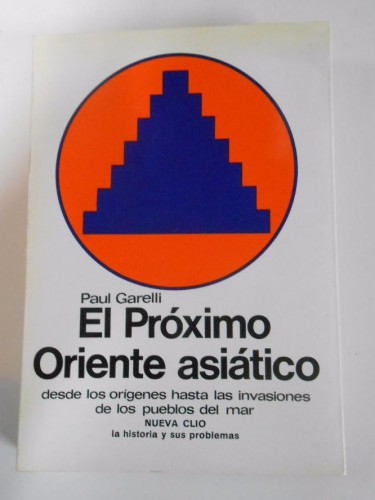 Paul Garelli
El Próximo
Oriente asiático
desde los orígenes hasta las invasiones
de los pueblos del mar
NUEVA CLIO
la historia y sus problemas